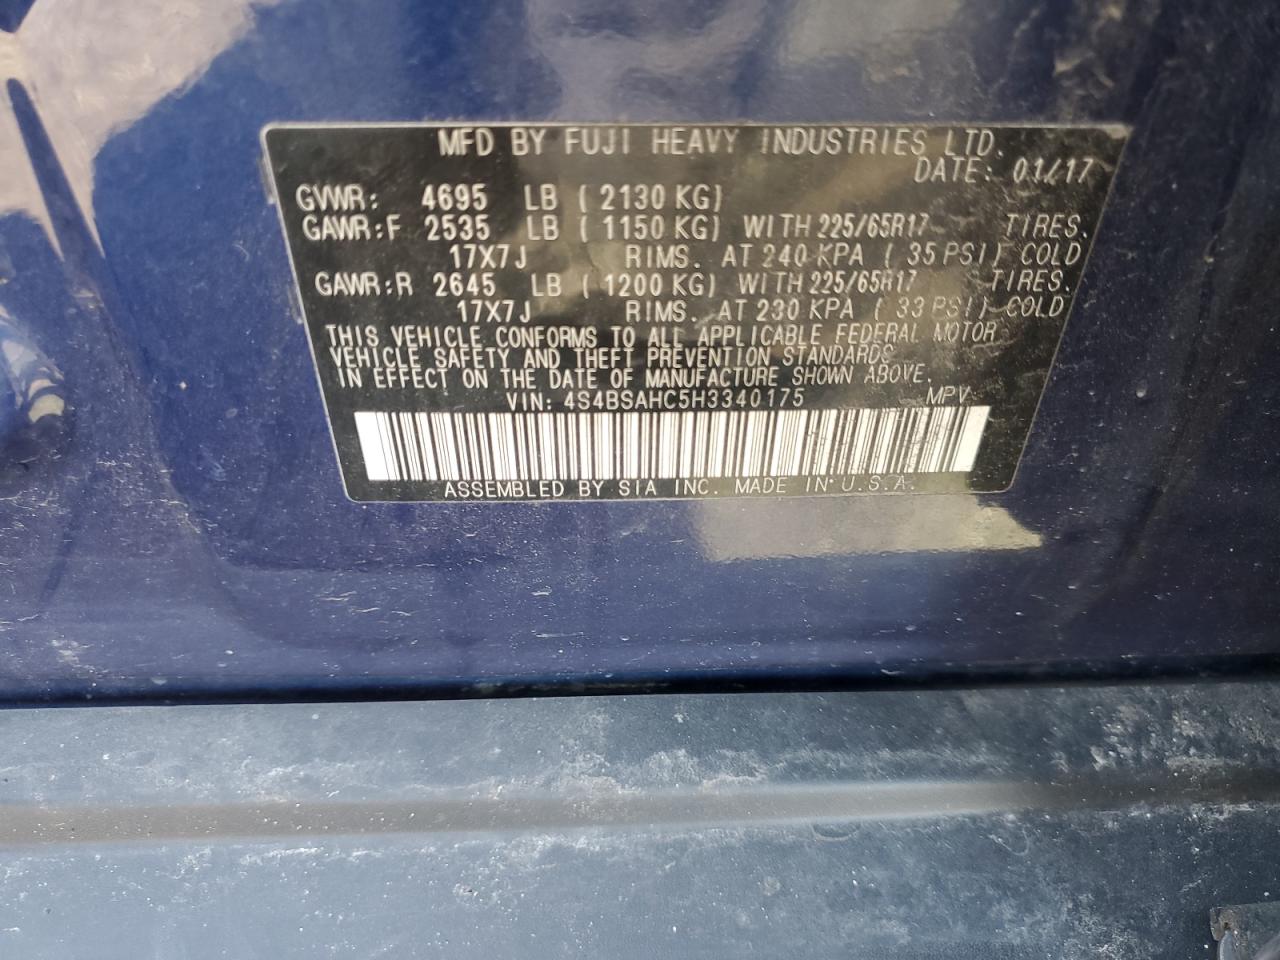 MFD BY FUJI HEAVY INDUSTRIES LTD.
DATE: 01/17
GVWR: 4695 LB ( 2130 KG)
GAWR:F 2535 LB ( 1150 KG) WITH 225/65R17 TIRES.
17X7J RIMS. AT 240 KPA ( 35 PSI) COLD
GAWR:R 2645 LB ( 1200 KG) WITH 225/65R17 TIRES.
17X7J RIMS. AT 230 KPA ( 33 PSI) COLD
THIS VEHICLE CONFORMS TO ALL APPLICABLE FEDERAL MOTOR
VEHICLE SAFETY AND THEFT PREVENTION STANDARDS
IN EFFECT ON THE DATE OF MANUFACTURE SHOWN ABOVE.
VIN: 4S4BSAHC5H3340175 MPV
ASSEMBLED BY SIA INC. MADE IN U.S.A.